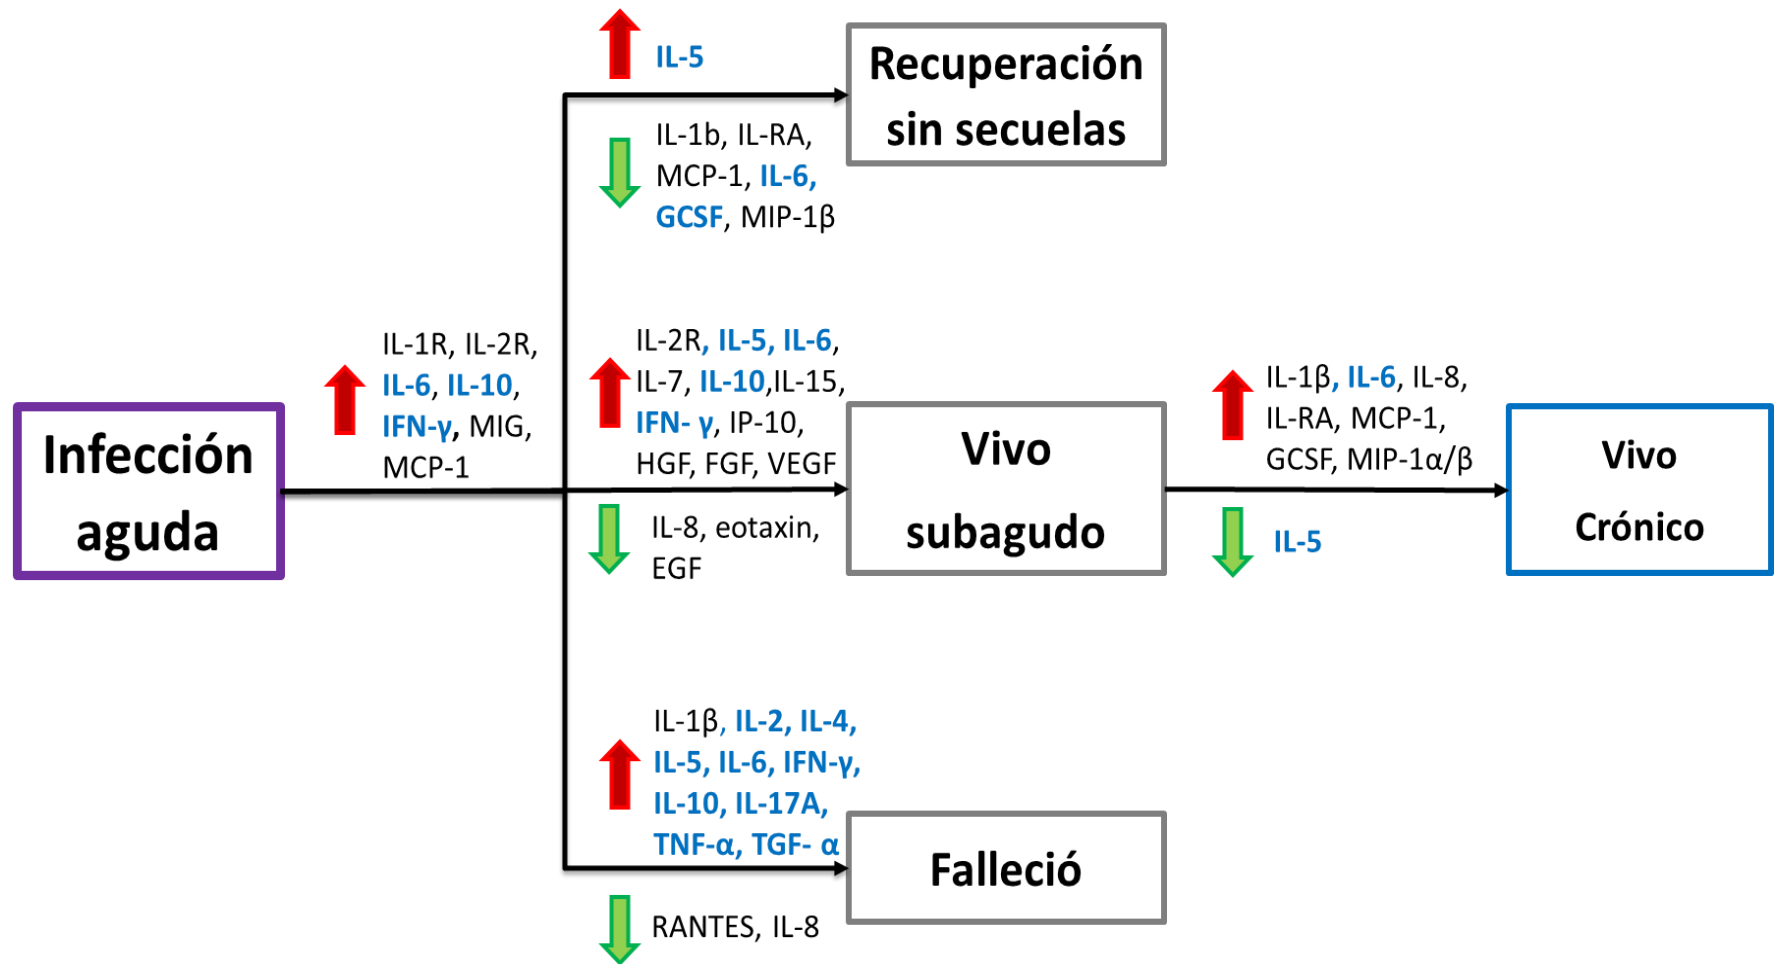 IL-5
Recuperación
sin secuelas
IL-1b, IL-RA,
MCP-1, IL-6,
GCSF, MIP-1β
IL-1R, IL-2R,
IL-6, IL-10,
IFN-γ, MIG,
MCP-1
Infección
aguda
IL-2R, IL-5, IL-6,
IL-7, IL-10,IL-15,
IFN- γ, IP-10,
HGF, FGF, VEGF
IL-8, eotaxin,
EGF
Vivo
subagudo
IL-1β, IL-6, IL-8,
IL-RA, MCP-1,
GCSF, MIP-1α/β
IL-5
Vivo
Crónico
IL-1β, IL-2, IL-4,
IL-5, IL-6, IFN-γ,
IL-10, IL-17A,
TNF-α, TGF- α
Falleció
RANTES, IL-8